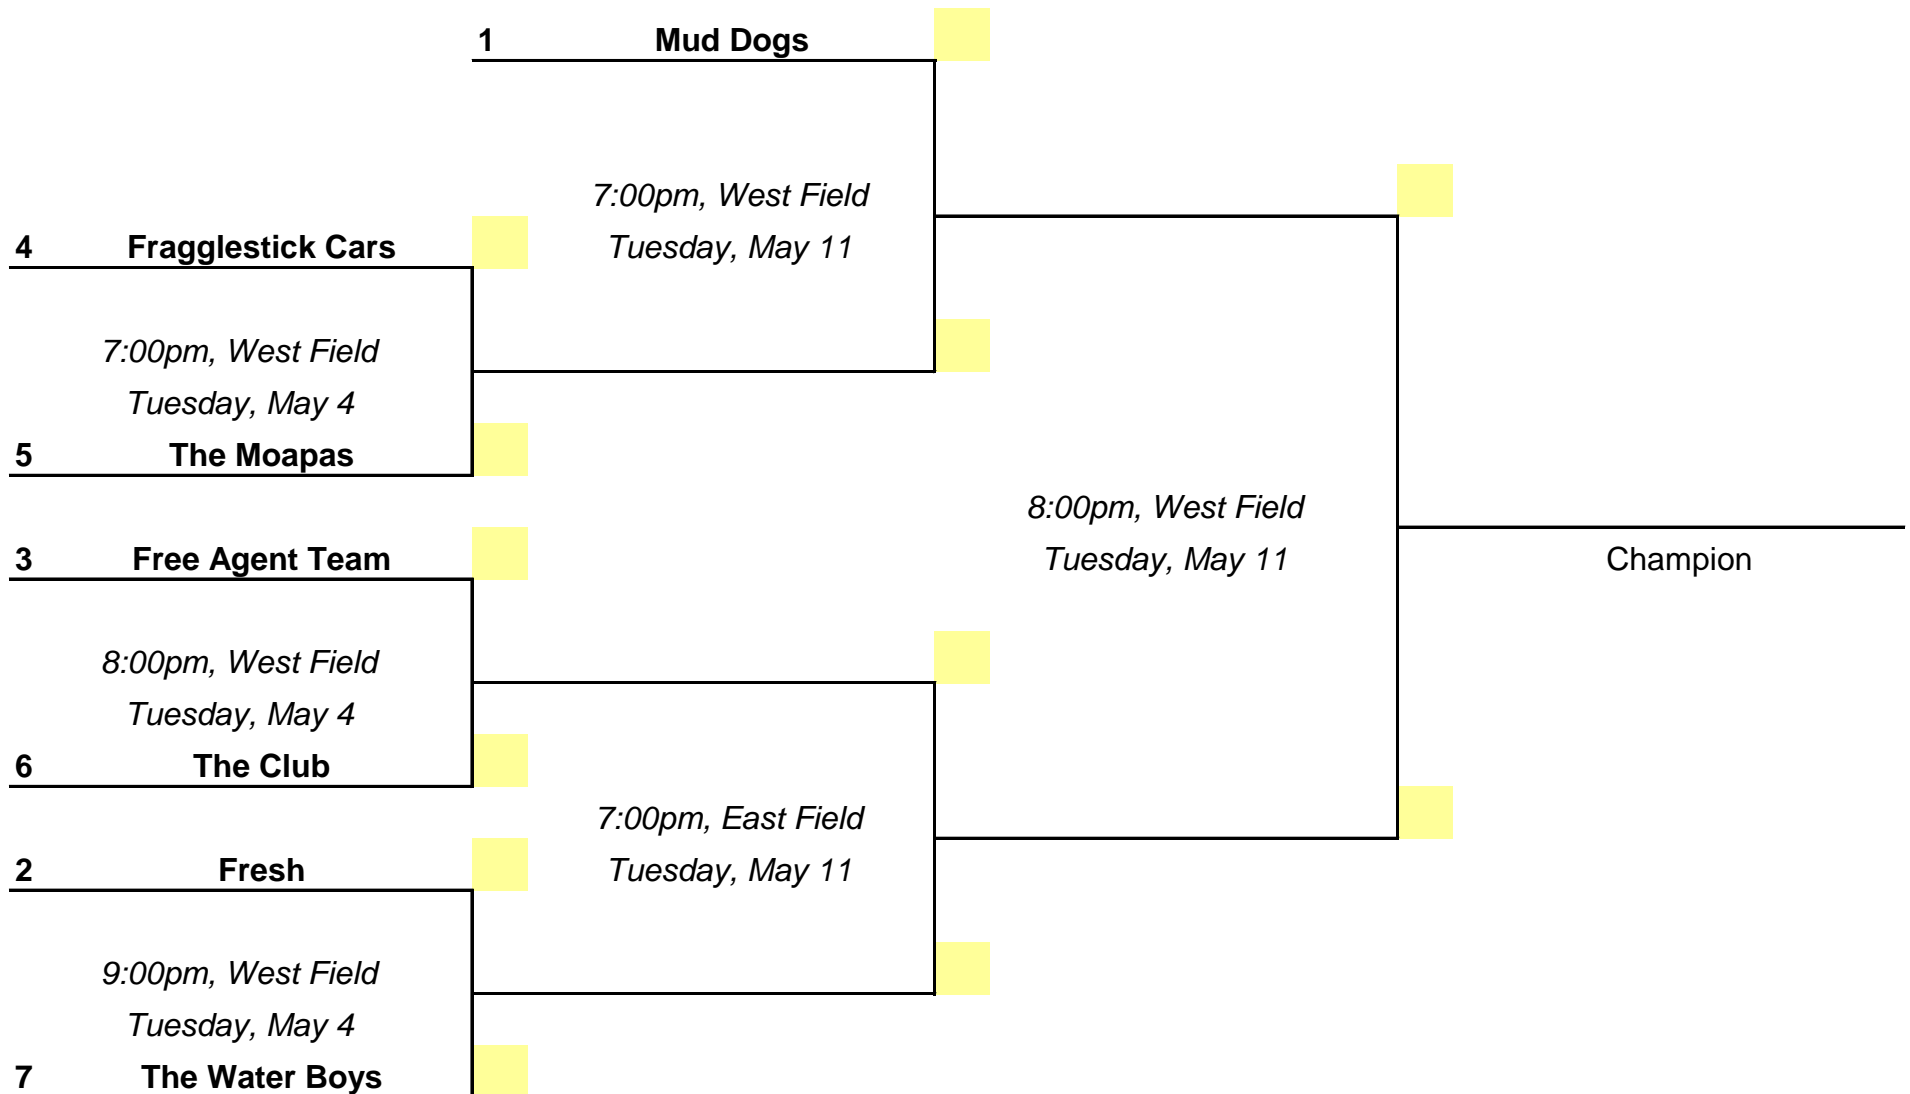 1 Mud Dogs
7:00pm, West Field
Tuesday, May 11
4 Fragglestick Cars
7:00pm, West Field
Tuesday, May 4
5 The Moapas
8:00pm, West Field
Tuesday, May 11
Champion
3 Free Agent Team
8:00pm, West Field
Tuesday, May 4
6 The Club
7:00pm, East Field
Tuesday, May 11
2 Fresh
9:00pm, West Field
Tuesday, May 4
7 The Water Boys